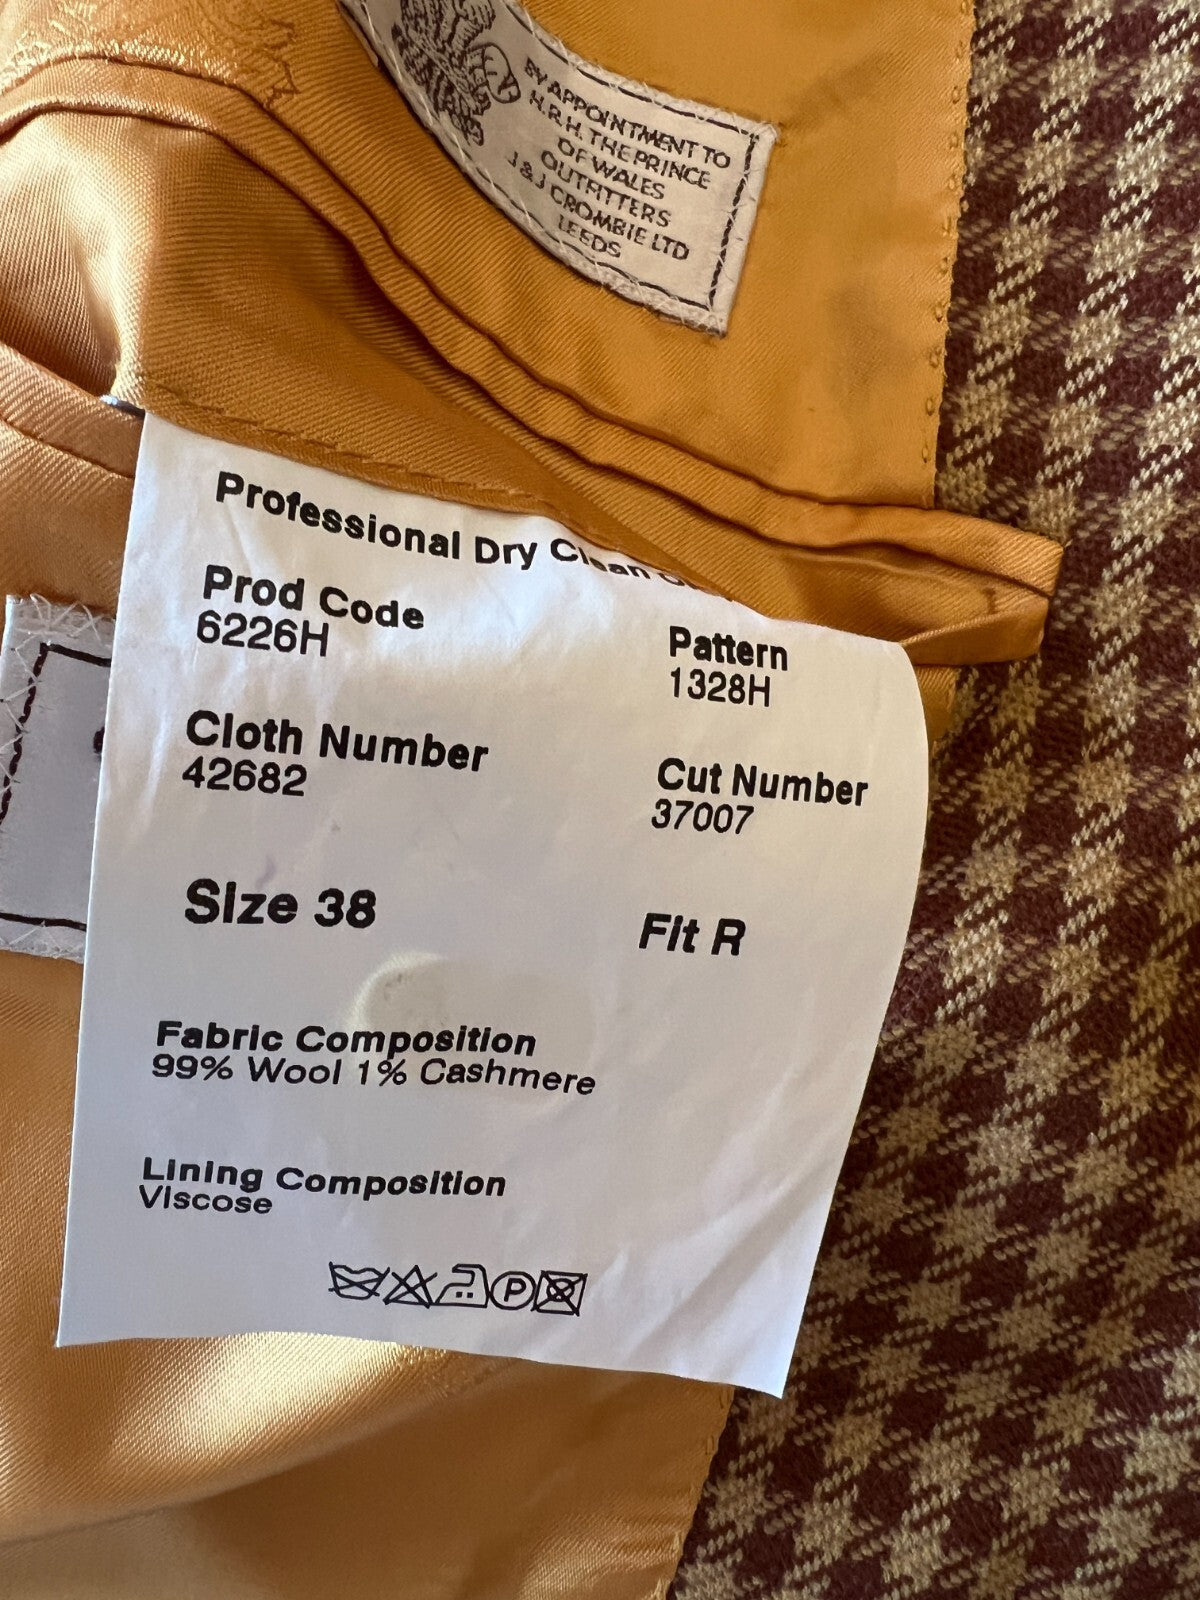 BY APPOINTMENT TO
H.R.H. THE PRINCE
OF WALES
OUTFITTERS
J&J CROMBIE LTD
LEEDS
Professional Dry Clean
Prod Code
6226H
Pattern
1328H
Cloth Number
42682
Cut Number
37007
Size 38
Fit R
Fabric Composition
99% Wool 1% Cashmere
Lining Composition
Viscose
P